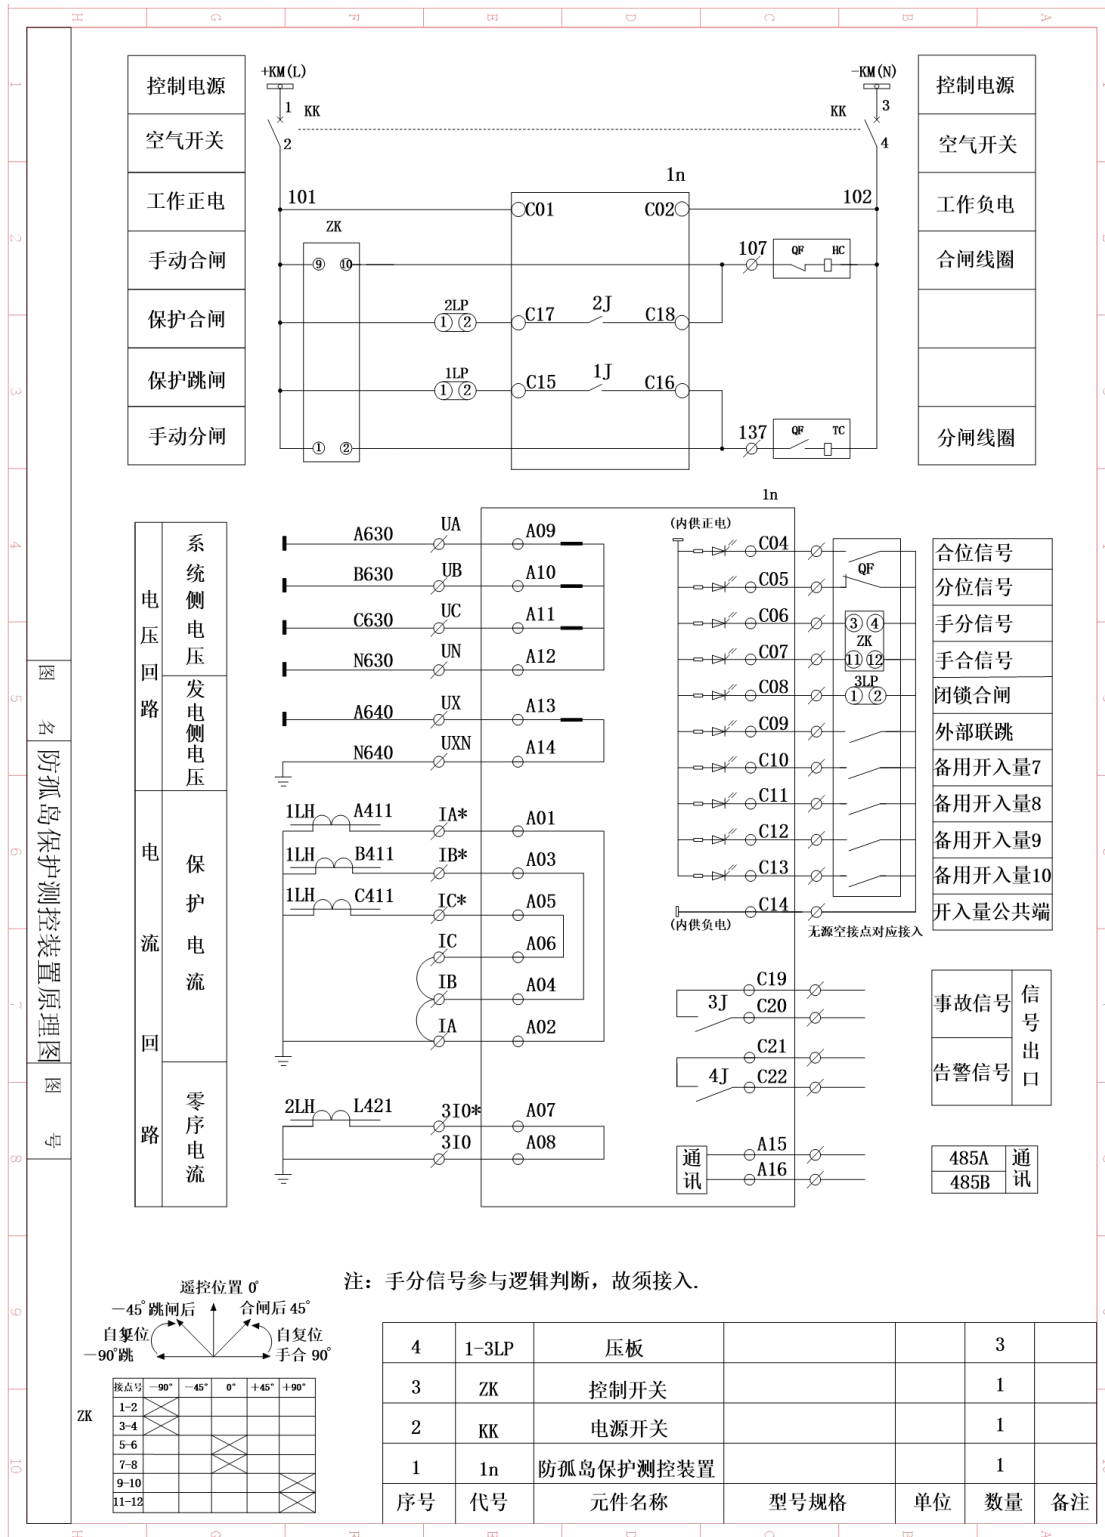 H G F E D C B A
1
2
3
4
5
6
7
8
9
10
控制电源
空气开关
工作正电
手动合闸
保护合闸
保护跳闸
手动分闸
+KM(L)
1
KK
2
101
ZK
⑨ ⑩
① ②
-KM(N)
3
KK
4
102
1n
C01 C02
107 QF HC
2LP
① ② C17 2J C18
1LP
① ② C15 1J C16
137 QF TC
控制电源
空气开关
工作负电
合闸线圈
分闸线圈
电压回路
系统侧电压
发电侧电压
电流回路
保护电流
零序电流
A630 UA A09
B630 UB A10
C630 UC A11
N630 UN A12
A640 UX A13
N640 UXN A14
1LH A411 IA* A01
1LH B411 IB* A03
1LH C411 IC* A05
IC A06
IB A04
IA A02
2LH L421 3I0* A07
3I0 A08
1n
(内供正电)
C04
QF
C05
C06 ③ ④
ZK
C07 ⑪ ⑫
3LP
C08 ① ②
C09
C10
C11
C12
C13
C14
(内供负电)
无源空接点对应接入
合位信号
分位信号
手分信号
手合信号
闭锁合闸
外部联跳
备用开入量7
备用开入量8
备用开入量9
备用开入量10
开入量公共端
C19
3J C20
C21
4J C22
事故信号
告警信号
信号出口
通讯
A15
A16
485A
485B
通讯
图 名
防孤岛保护测控装置原理图
图 号
注：手分信号参与逻辑判断，故须接入.
遥控位置 0°
—45°跳闸后 合闸后 45°
自复位 自复位
—90°跳 手合 90°
ZK
接点号 —90° —45° 0° +45° +90°
1-2
3-4
5-6
7-8
9-10
11-12
4 1-3LP 压板 3
3 ZK 控制开关 1
2 KK 电源开关 1
1 1n 防孤岛保护测控装置 1
序号 代号 元件名称 型号规格 单位 数量 备注
H G F E D C B A